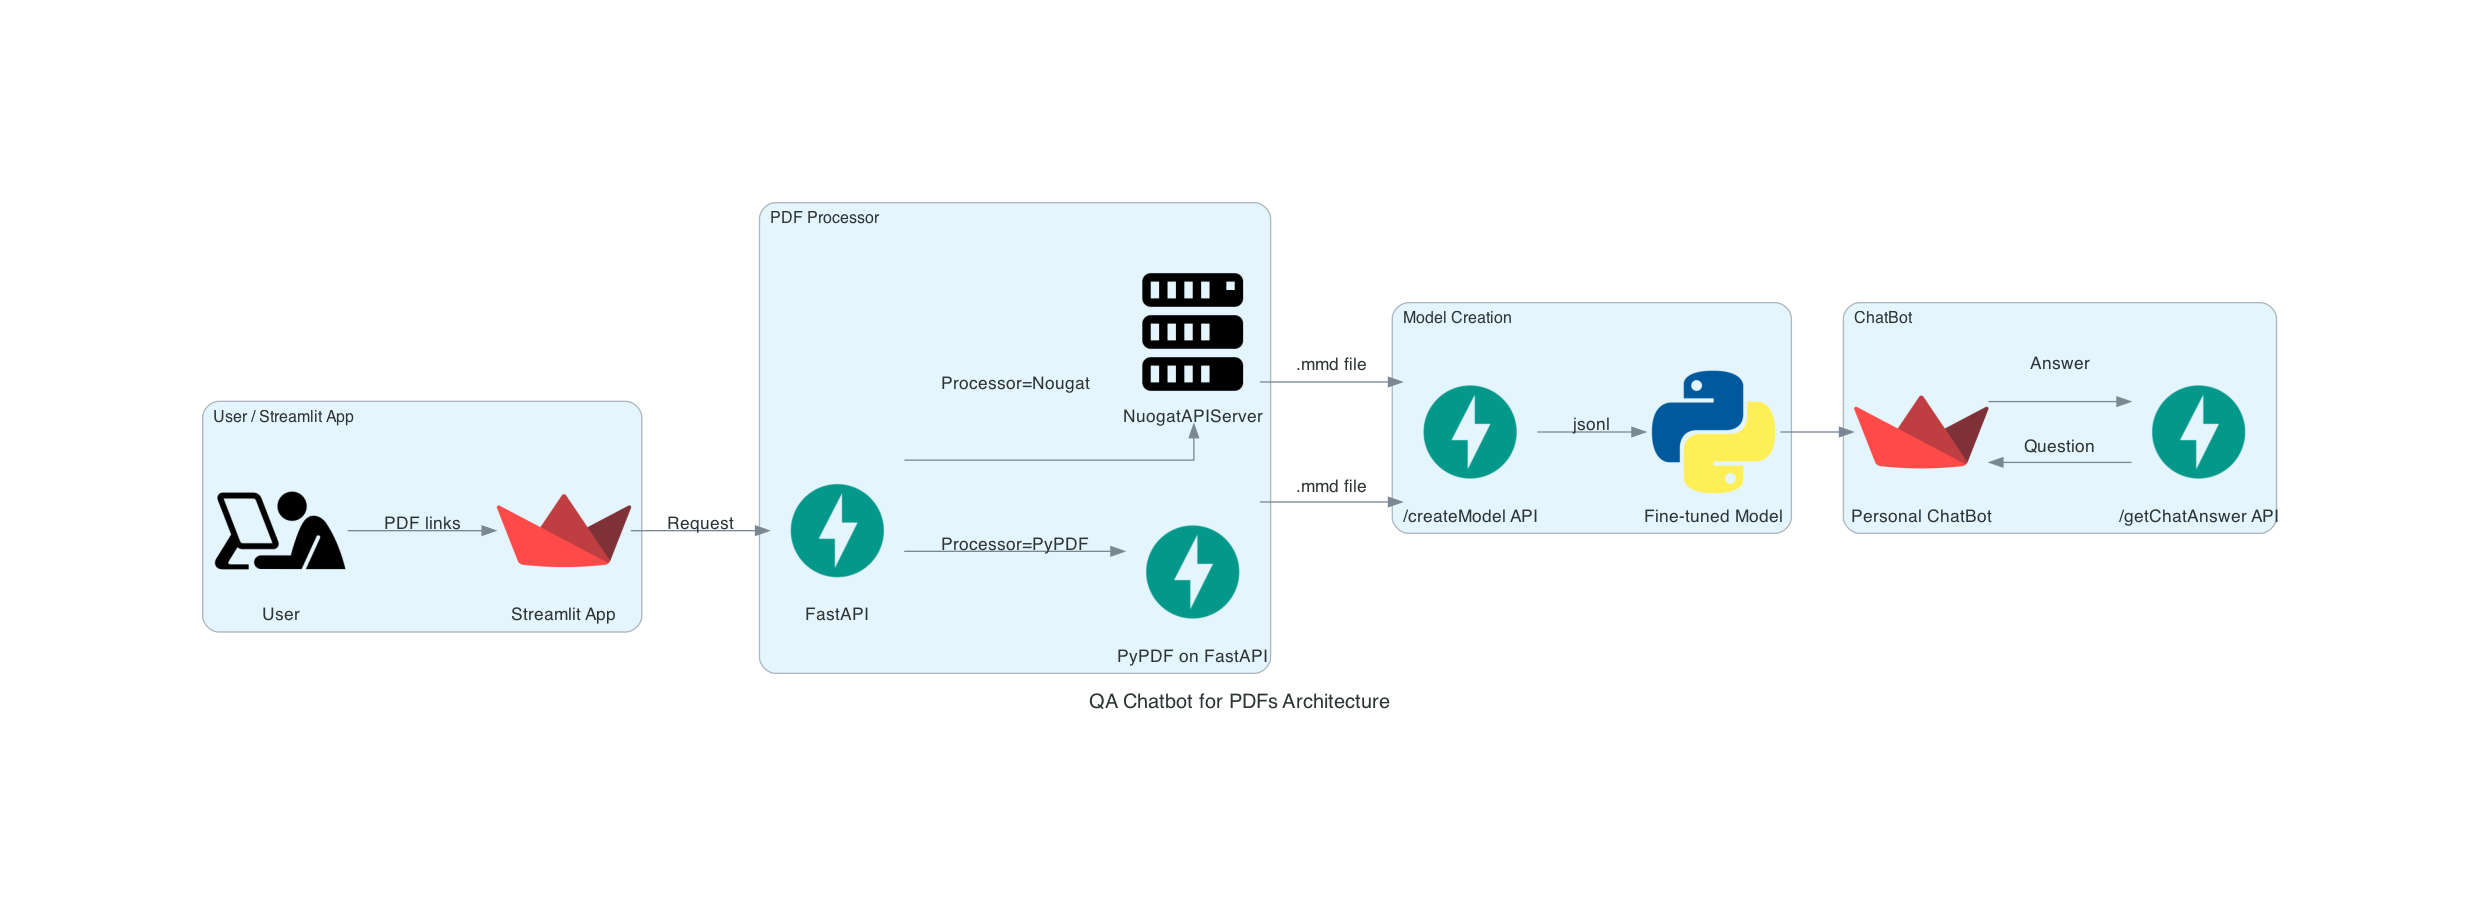 PDF Processor
Processor=Nougat
NuogatAPIServer
User / Streamlit App
PDF links
User
Streamlit App
Request
FastAPI
Processor=PyPDF
PyPDF on FastAPI
.mmd file
.mmd file
Model Creation
/createModel API
jsonl
Fine-tuned Model
ChatBot
Answer
Question
Personal ChatBot
/getChatAnswer API
QA Chatbot for PDFs Architecture